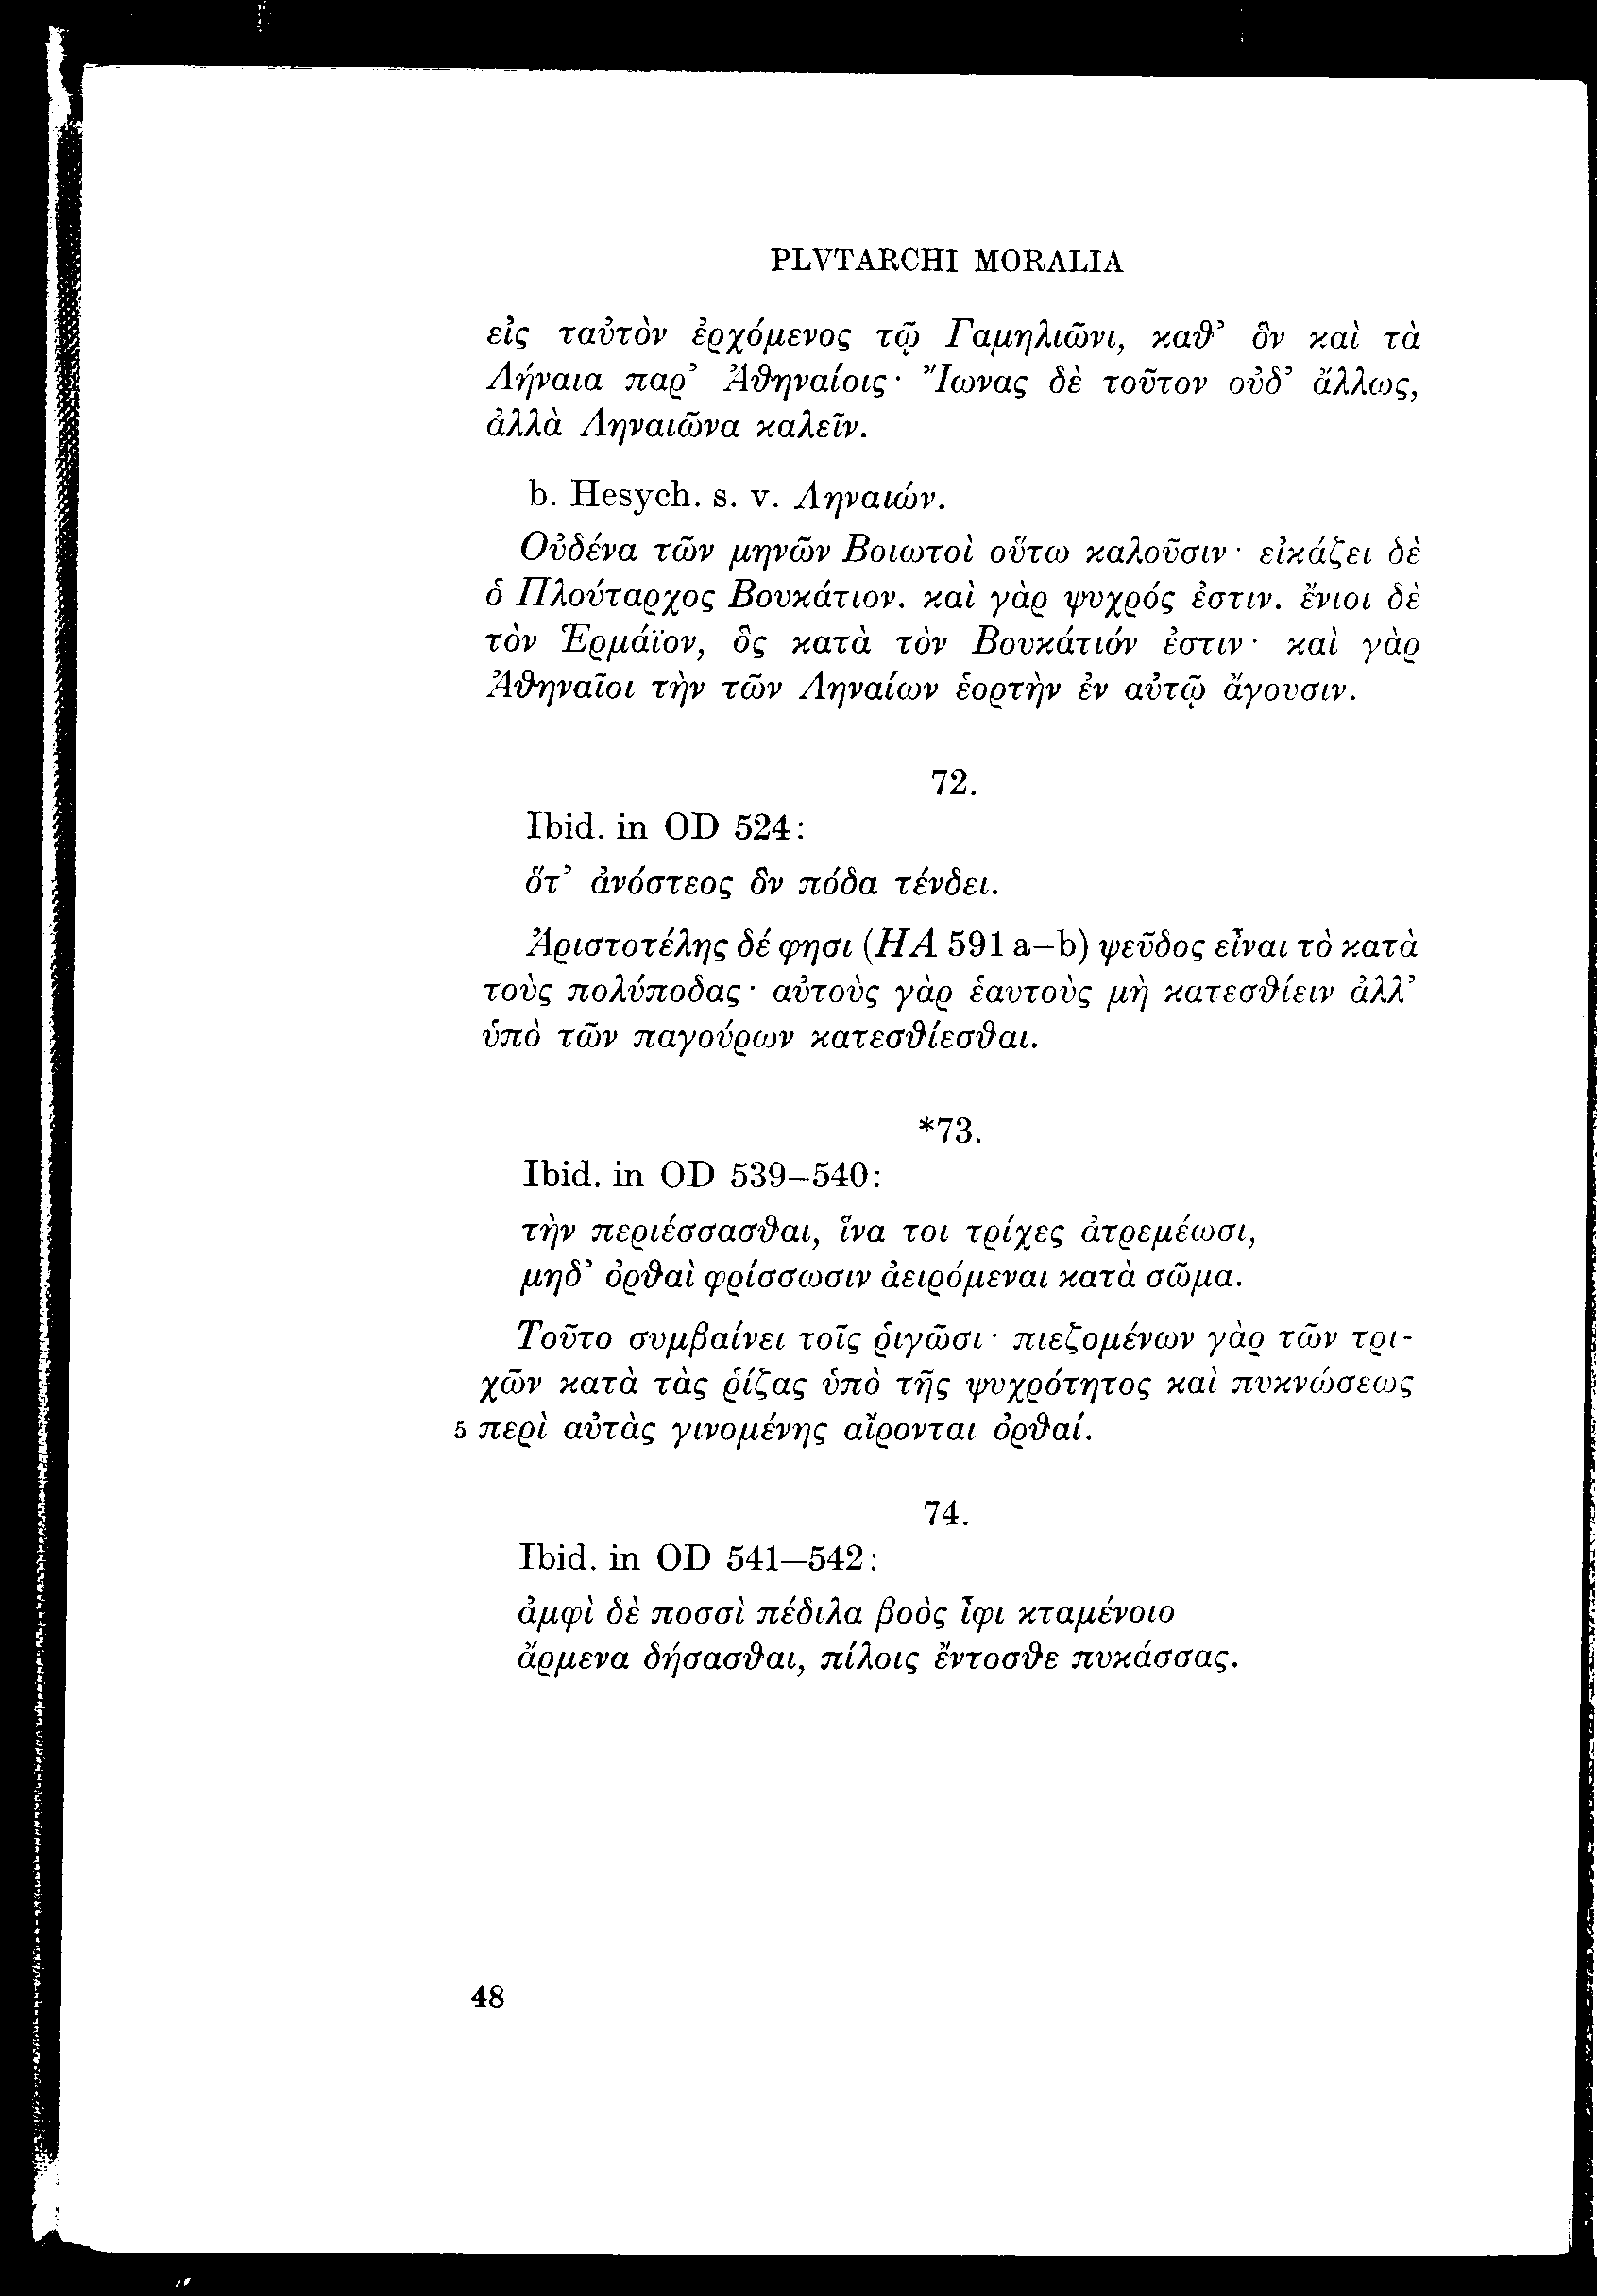 PLVTARCHI MORALIA
εἰς ταὐτὸν ἐρχόμενος τῷ Γαμηλιῶνι, καθ’ ὃν καὶ τὰ
Λήναια παρ’ Ἀθηναίοις· Ἴωνας δὲ τοῦτον οὐδ’ ἄλλως,
ἀλλὰ Ληναιῶνα καλεῖν.
b. Hesych. s. v. Ληναιών.
Οὐδένα τῶν μηνῶν Βοιωτοὶ οὕτω καλοῦσιν· εἰκάζει δὲ
ὁ Πλούταρχος Βουκάτιον. καὶ γὰρ ψυχρός ἐστιν. ἔνιοι δὲ
τὸν Ἑρμάϊον, ὃς κατὰ τὸν Βουκάτιόν ἐστιν· καὶ γὰρ
Ἀθηναῖοι τὴν τῶν Ληναίων ἑορτὴν ἐν αὐτῷ ἄγουσιν.
72.
Ibid. in OD 524:
ὅτ’ ἀνόστεος ὃν πόδα τένδει.
Ἀριστοτέλης δέ φησι (HA 591 a–b) ψεῦδος εἶναι τὸ κατὰ
τοὺς πολύποδας· αὐτοὺς γὰρ ἑαυτοὺς μὴ κατεσθίειν ἀλλ’
ὑπὸ τῶν παγούρων κατεσθίεσθαι.
*73.
Ibid. in OD 539–540:
τὴν περιέσσασθαι, ἵνα τοι τρίχες ἀτρεμέωσι,
μηδ’ ὀρθαὶ φρίσσωσιν ἀειρόμεναι κατὰ σῶμα.
Τοῦτο συμβαίνει τοῖς ῥιγῶσι· πιεζομένων γὰρ τῶν τρι-
χῶν κατὰ τὰς ῥίζας ὑπὸ τῆς ψυχρότητος καὶ πυκνώσεως
5 περὶ αὐτὰς γινομένης αἴρονται ὀρθαί.
74.
Ibid. in OD 541–542:
ἀμφὶ δὲ ποσσὶ πέδιλα βοὸς ἶφι κταμένοιο
ἄρμενα δήσασθαι, πίλοις ἔντοσθε πυκάσσας.
48